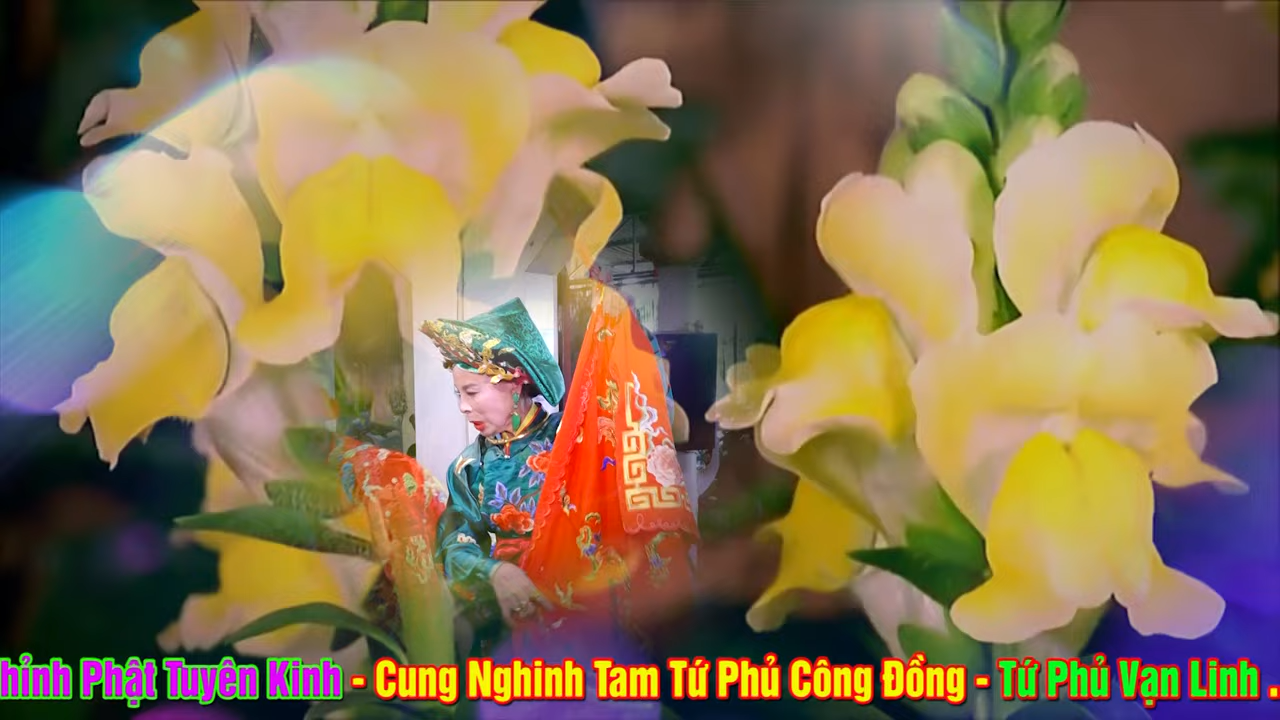 hỉnh Phật Tuyên Kinh - Cung Nghinh Tam Tứ Phủ Công Đồng - Tứ Phủ Vạn Linh .